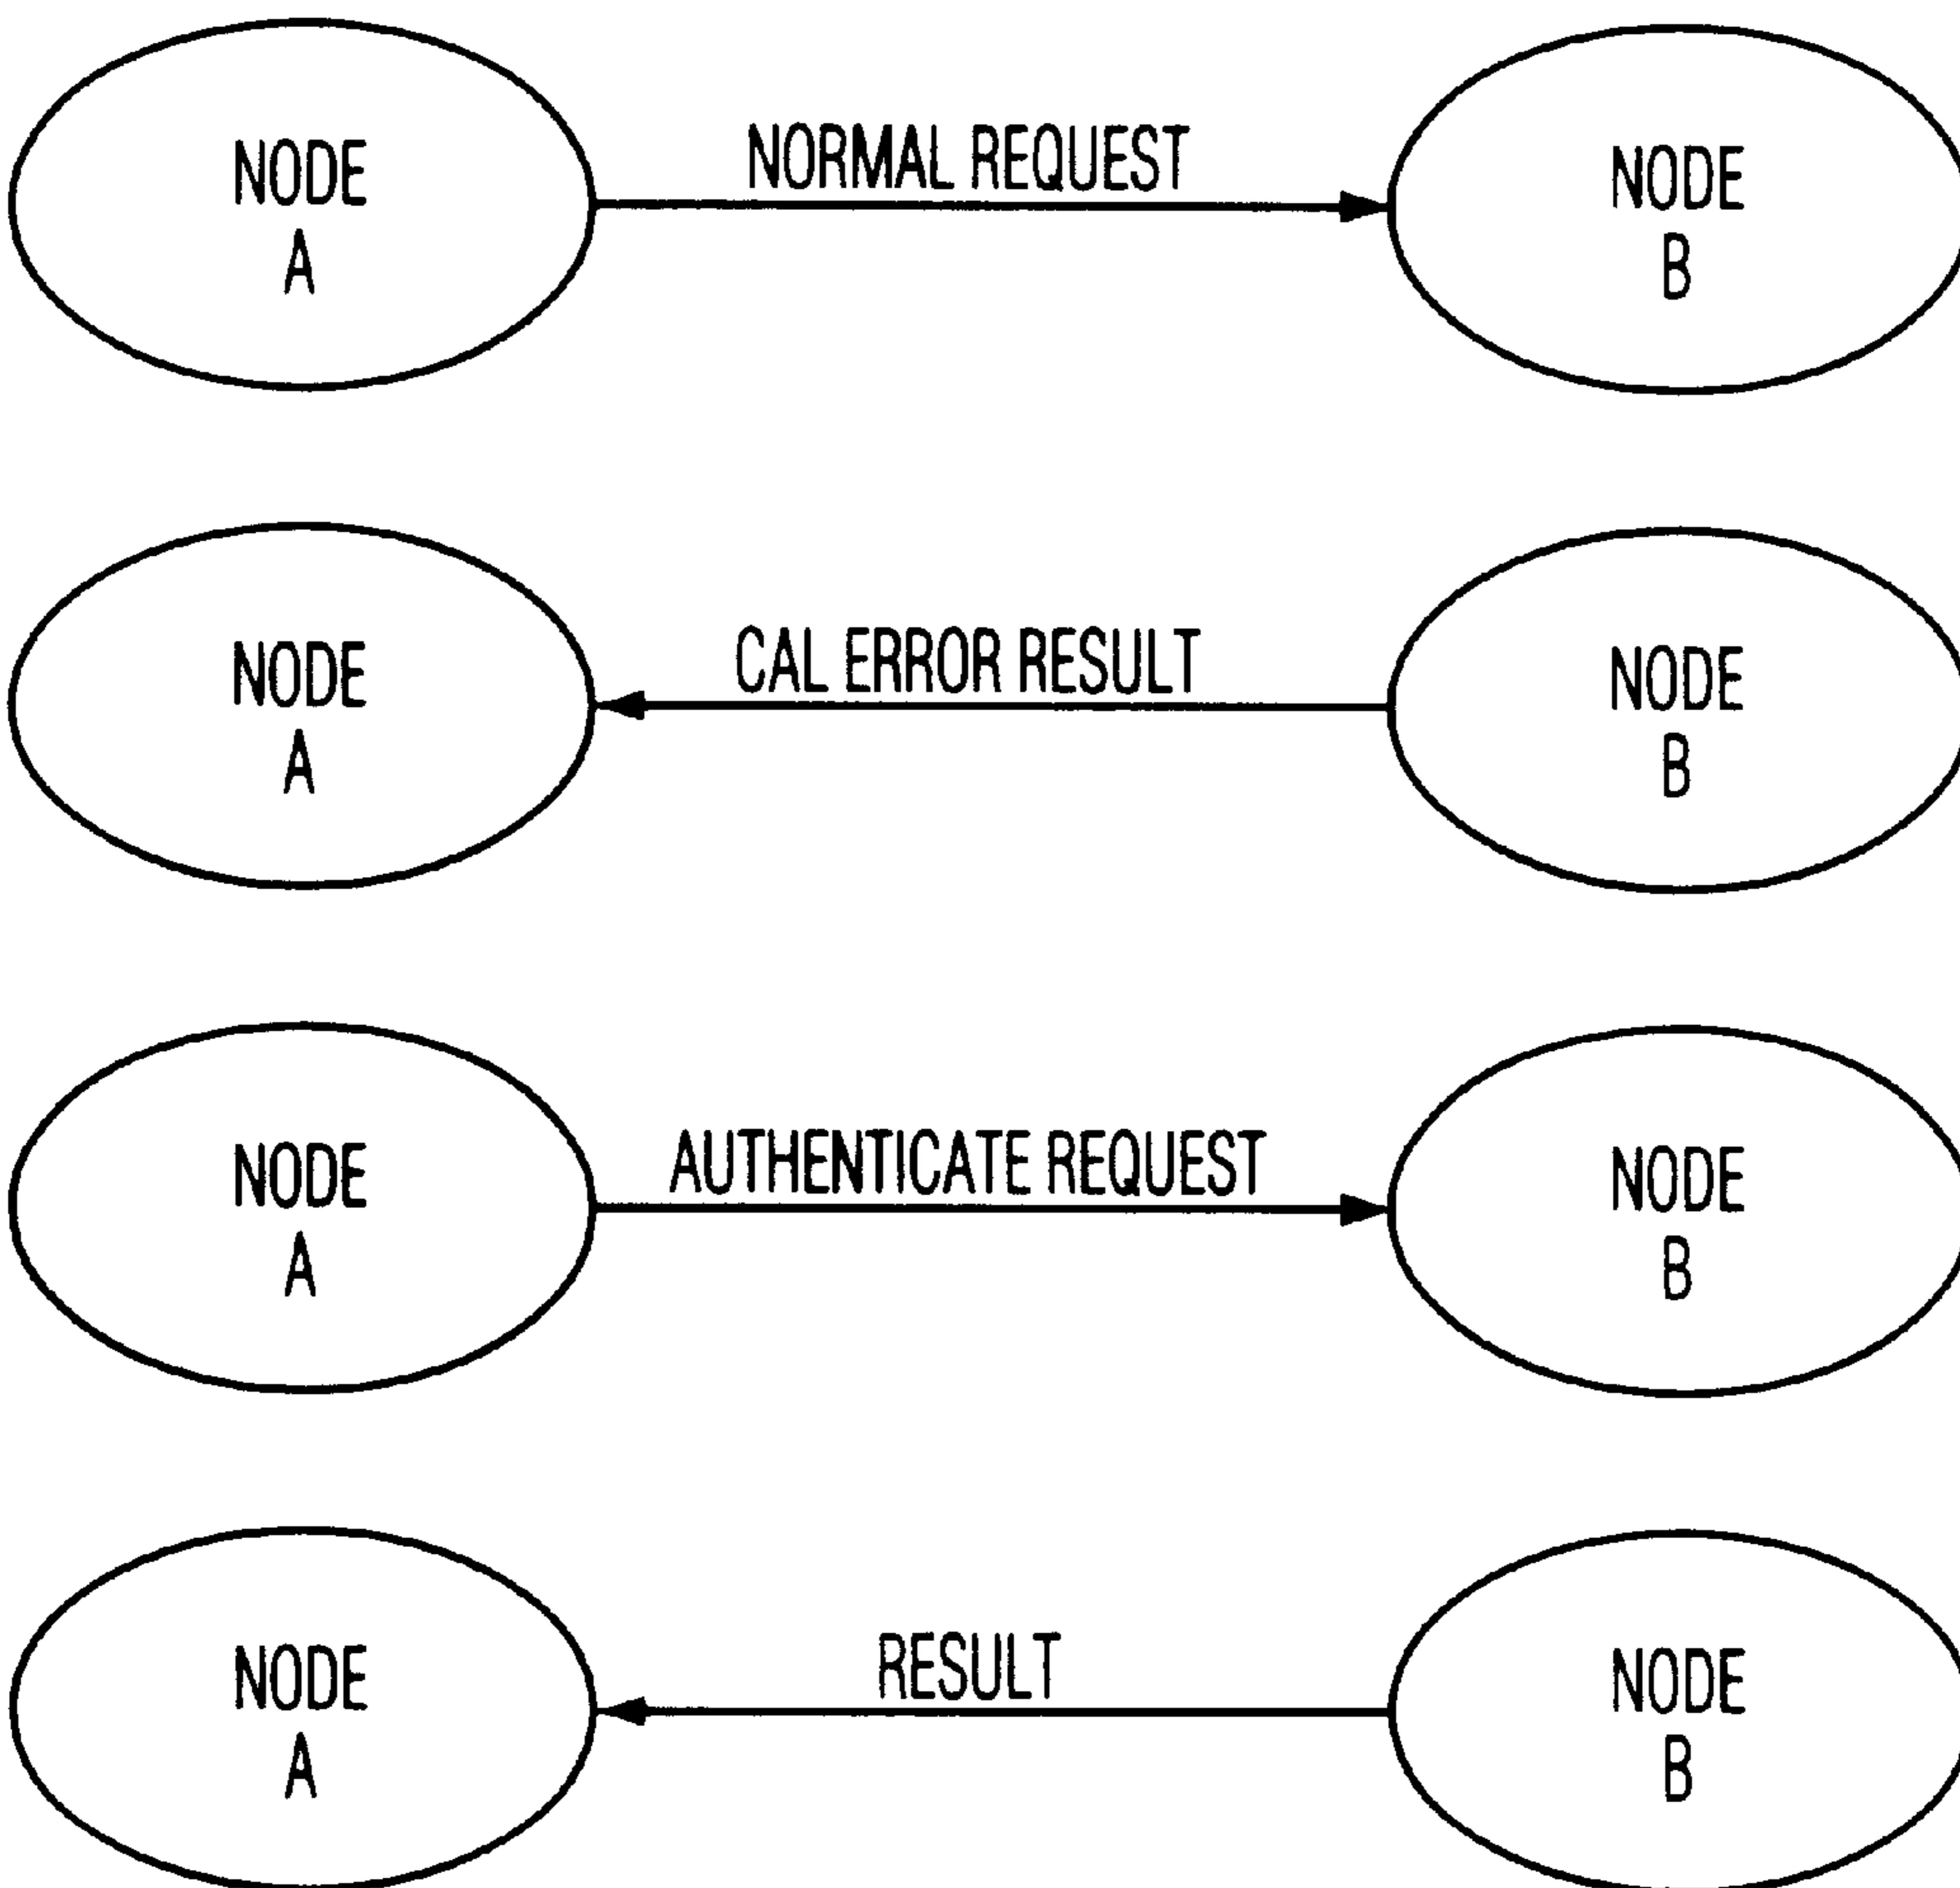 NODE
A
NORMAL REQUEST
NODE
B
NODE
A
CAL ERROR RESULT
NODE
B
NODE
A
AUTHENTICATE REQUEST
NODE
B
NODE
A
RESULT
NODE
B